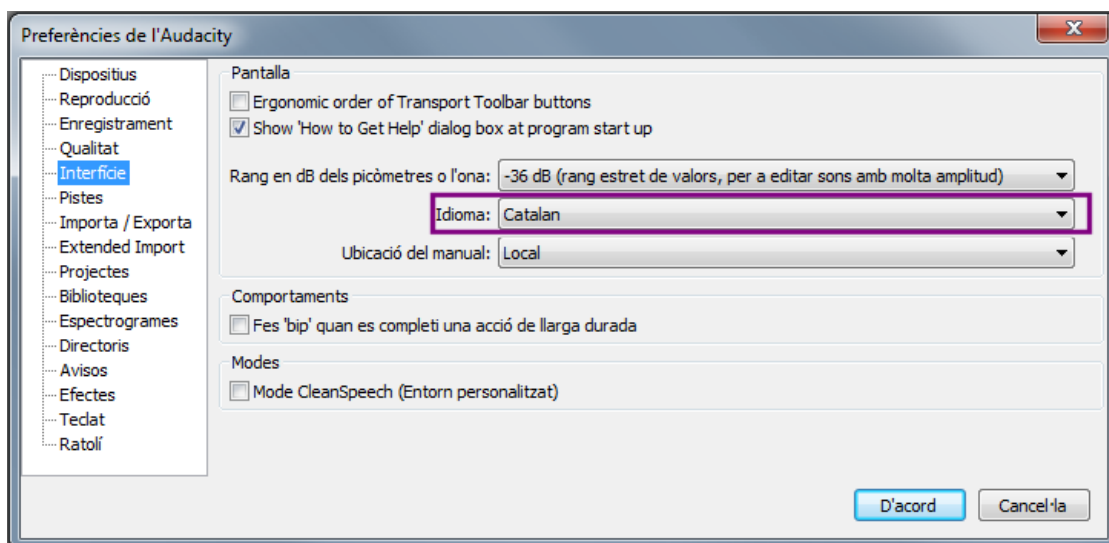 Preferències de l'Audacity
Dispositius
Reproducció
Enregistrament
Qualitat
Interfície
Pistes
Importa / Exporta
Extended Import
Projectes
Biblioteques
Espectrogrames
Directoris
Avisos
Efectes
Teclat
Ratolí
Pantalla
Ergonomic order of Transport Toolbar buttons
Show 'How to Get Help' dialog box at program start up
Rang en dB dels picòmetres o l'ona: -36 dB (rang estret de valors, per a editar sons amb molta amplitud)
Idioma: Catalan
Ubicació del manual: Local
Comportaments
Fes 'bip' quan es completi una acció de llarga durada
Modes
Mode CleanSpeech (Entorn personalitzat)
D'acord Cancel·la